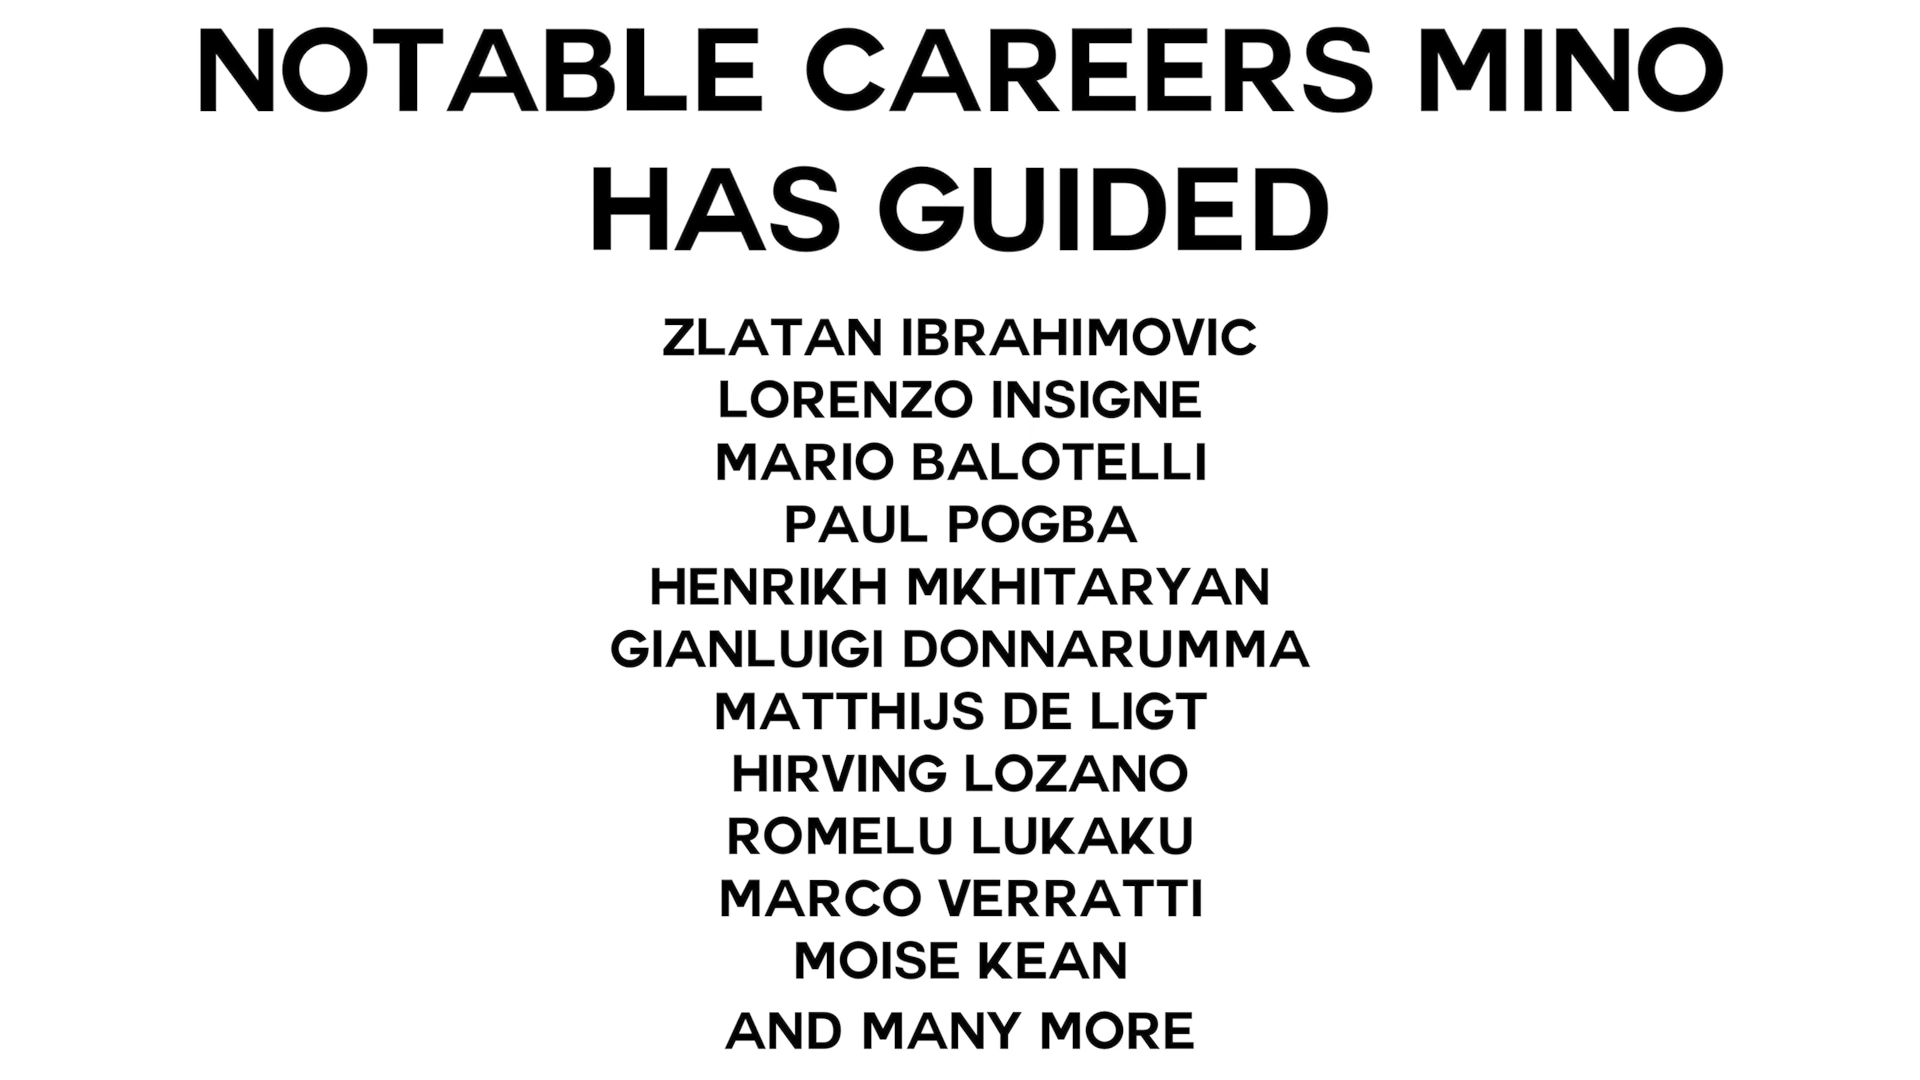 NOTABLE CAREERS MINO
HAS GUIDED
ZLATAN IBRAHIMOVIC
LORENZO INSIGNE
MARIO BALOTELLI
PAUL POGBA
HENRIKH MKHITARYAN
GIANLUIGI DONNARUMMA
MATTHIJS DE LIGT
HIRVING LOZANO
ROMELU LUKAKU
MARCO VERRATTI
MOISE KEAN
AND MANY MORE